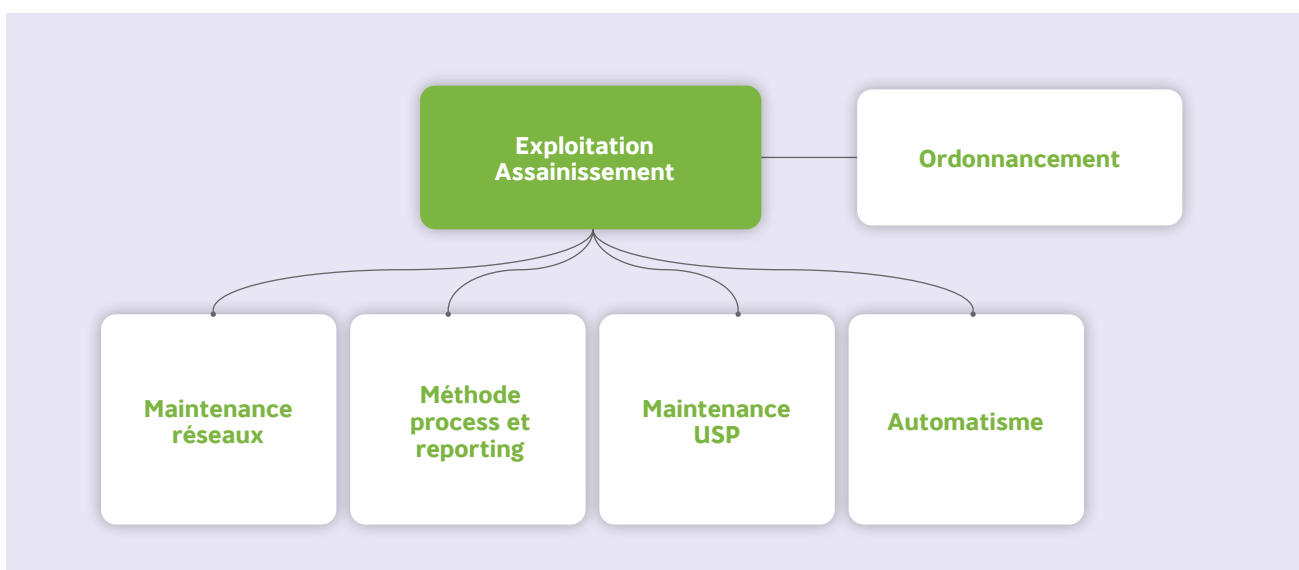 Exploitation
Assainissement
Ordonnancement
Maintenance
réseaux
Méthode
process et
reporting
Maintenance
USP
Automatisme